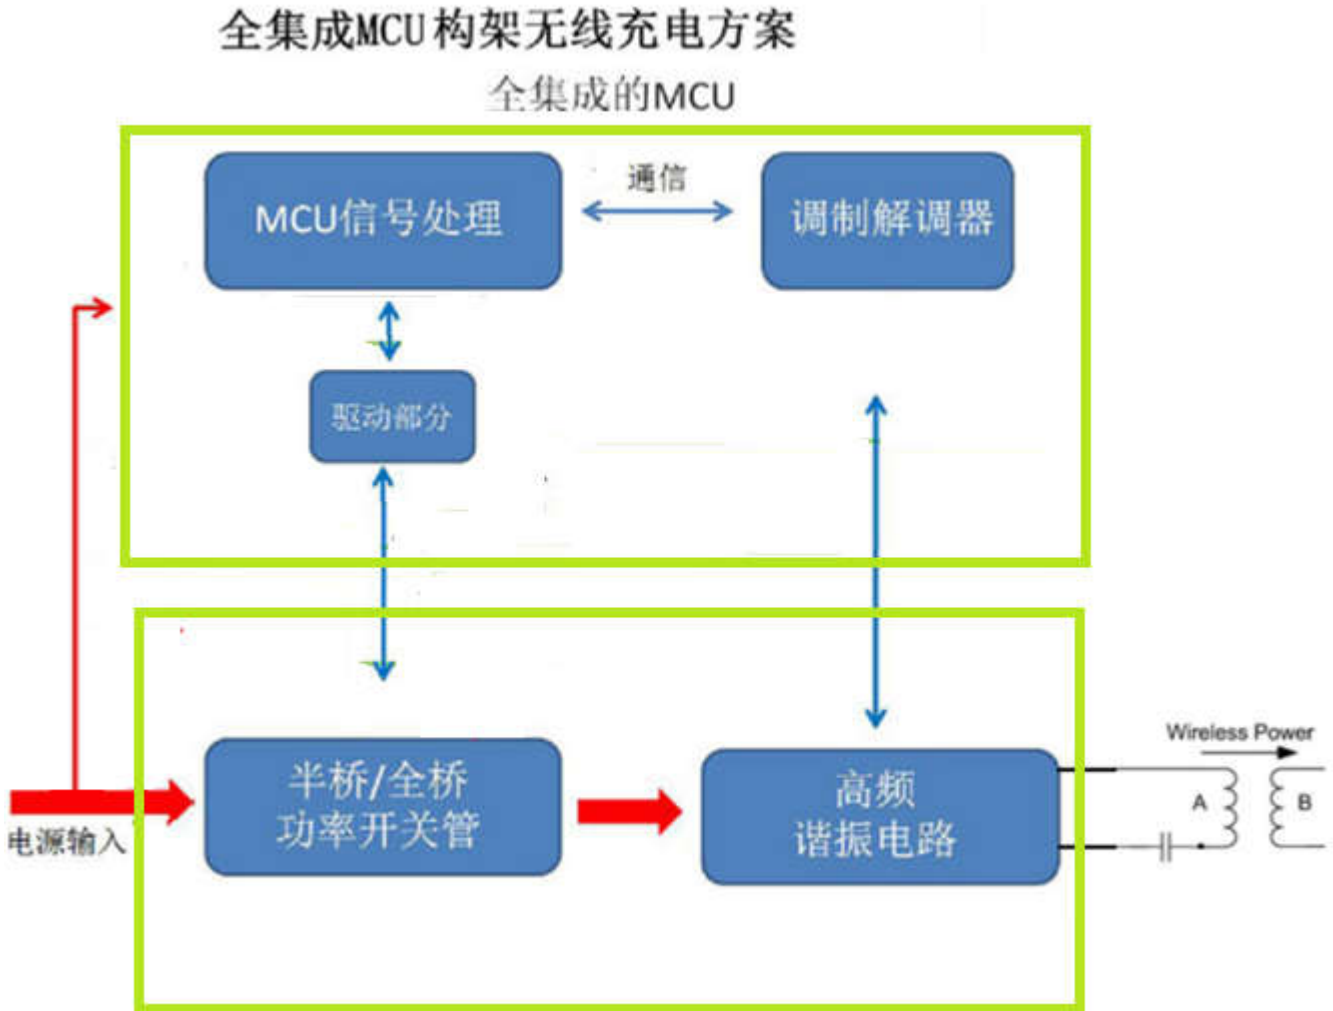 全集成MCU构架无线充电方案
全集成的MCU
MCU信号处理
通信
调制解调器
驱动部分
半桥/全桥
功率开关管
高频
谐振电路
电源输入
Wireless Power
A
B